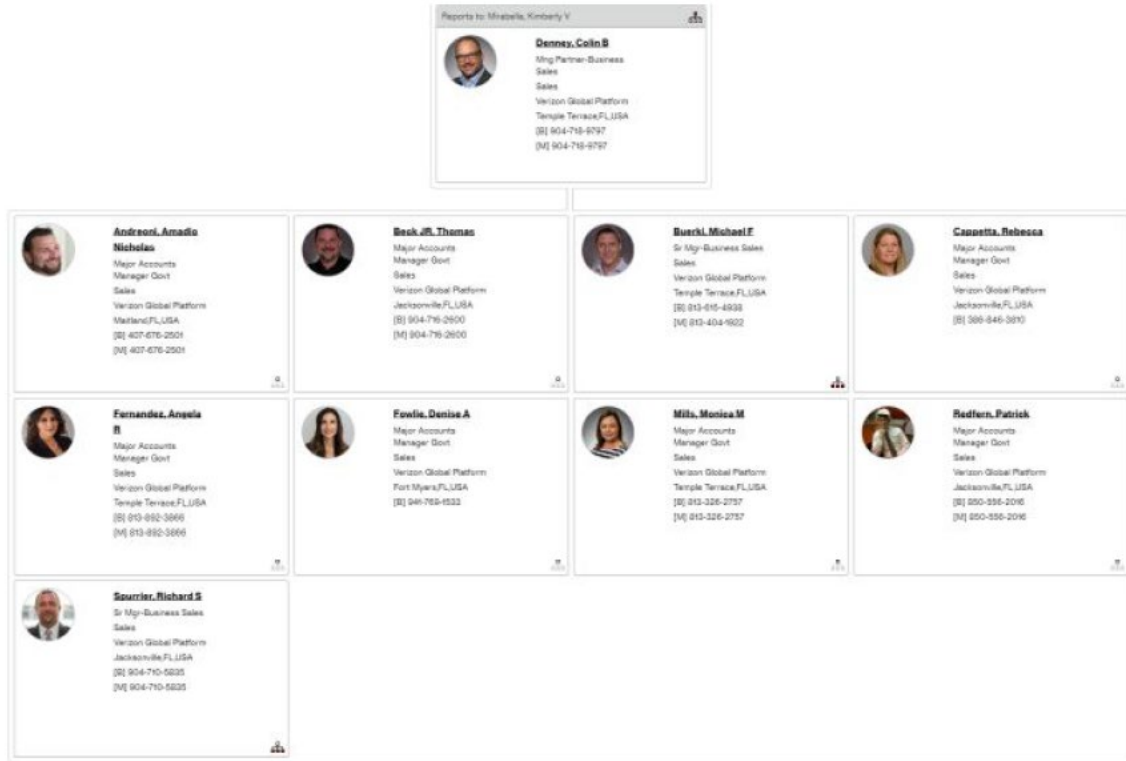 Reports to: Mirabella, Kimberly V
Denney, Colin B
Mng Partner-Business
Sales
Sales
Verizon Global Platform
Temple Terrace,FL,USA
[B] 904-718-9797
[M] 904-718-9797
Andreoni, Amadio
Nicholas
Major Accounts
Manager Govt
Sales
Verizon Global Platform
Maitland,FL,USA
[B] 407-676-2501
[M] 407-676-2501
Beck JR, Thomas
Major Accounts
Manager Govt
Sales
Verizon Global Platform
Jacksonville,FL,USA
[B] 904-716-2600
[M] 904-716-2600
Buerki, Michael F
Sr Mgr-Business Sales
Sales
Verizon Global Platform
Temple Terrace,FL,USA
[B] 813-615-4938
[M] 813-404-1922
Cappetta, Rebecca
Major Accounts
Manager Govt
Sales
Verizon Global Platform
Jacksonville,FL,USA
[B] 386-846-3810
Fernandez, Angela
R
Major Accounts
Manager Govt
Sales
Verizon Global Platform
Temple Terrace,FL,USA
[B] 813-892-3866
[M] 813-892-3866
Fowlie, Denise A
Major Accounts
Manager Govt
Sales
Verizon Global Platform
Fort Myers,FL,USA
[B] 941-769-1533
Mills, Monica M
Major Accounts
Manager Govt
Sales
Verizon Global Platform
Temple Terrace,FL,USA
[B] 813-326-2757
[M] 813-326-2757
Redfern, Patrick
Major Accounts
Manager Govt
Sales
Verizon Global Platform
Jacksonville,FL,USA
[B] 850-556-2016
[M] 850-556-2016
Spurrier, Richard S
Sr Mgr-Business Sales
Sales
Verizon Global Platform
Jacksonville,FL,USA
[B] 904-710-5835
[M] 904-710-5835